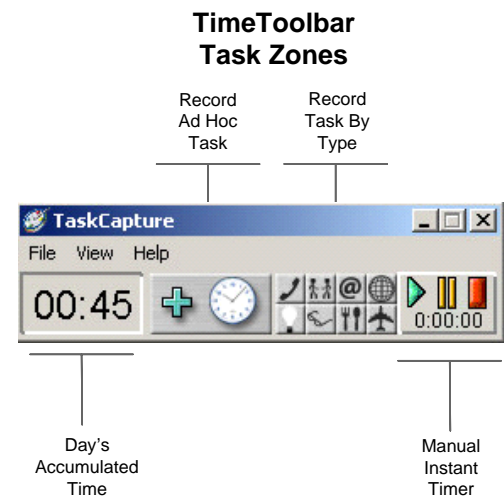 TimeToolbar
Task Zones
Record
Ad Hoc
Task
Record
Task By
Type
TaskCapture
File View Help
00:45
@
0:00:00
Day's
Accumulated
Time
Manual
Instant
Timer